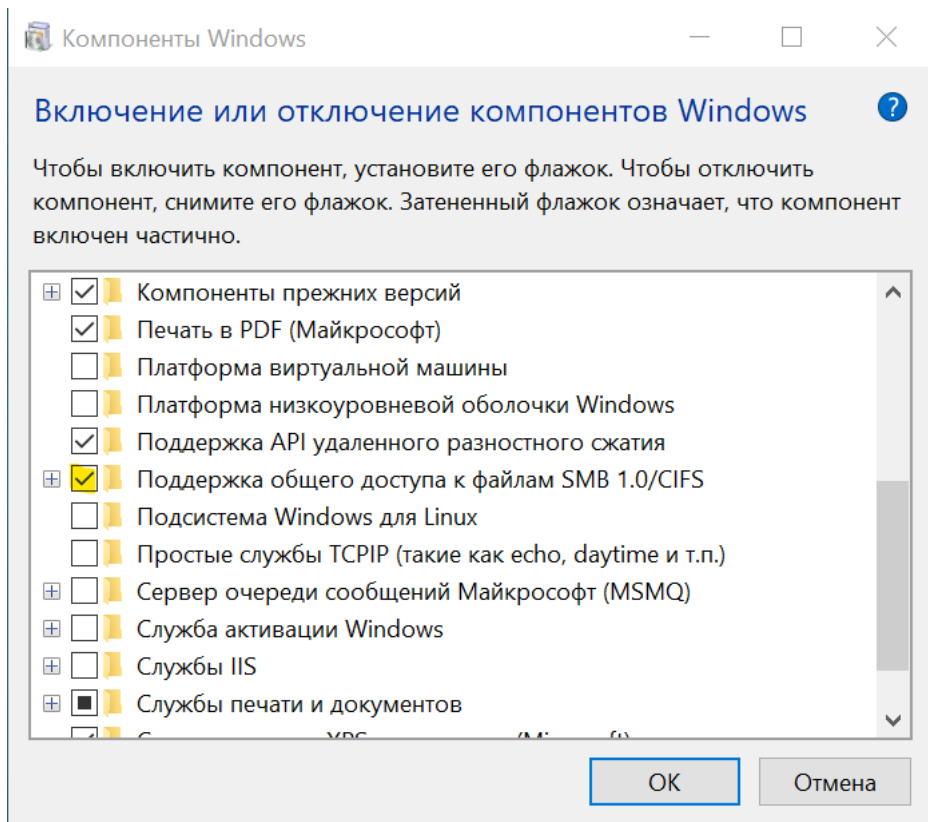 Компоненты Windows
Включение или отключение компонентов Windows
?
Чтобы включить компонент, установите его флажок. Чтобы отключить
компонент, снимите его флажок. Затененный флажок означает, что компонент
включен частично.
Компоненты прежних версий
Печать в PDF (Майкрософт)
Платформа виртуальной машины
Платформа низкоуровневой оболочки Windows
Поддержка API удаленного разностного сжатия
Поддержка общего доступа к файлам SMB 1.0/CIFS
Подсистема Windows для Linux
Простые службы TCPIP (такие как echo, daytime и т.п.)
Сервер очереди сообщений Майкрософт (MSMQ)
Служба активации Windows
Службы IIS
Службы печати и документов
OK
Отмена